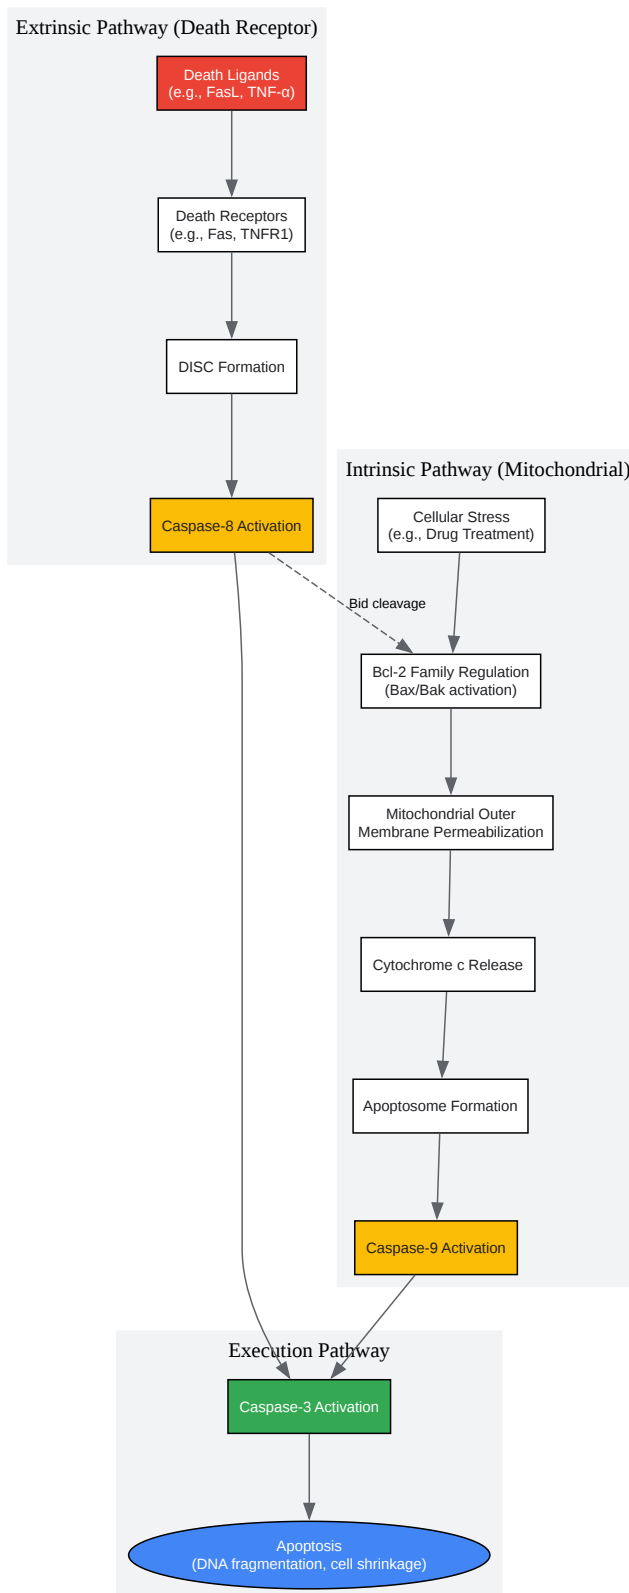 Extrinsic Pathway (Death Receptor)
Death Ligands
(e.g., FasL, TNF-α)
Death Receptors
(e.g., Fas, TNFR1)
DISC Formation
Caspase-8 Activation
Intrinsic Pathway (Mitochondrial)
Cellular Stress
(e.g., Drug Treatment)
Bid cleavage
Bcl-2 Family Regulation
(Bax/Bak activation)
Mitochondrial Outer
Membrane Permeabilization
Cytochrome c Release
Apoptosome Formation
Caspase-9 Activation
Execution Pathway
Caspase-3 Activation
Apoptosis
(DNA fragmentation, cell shrinkage)